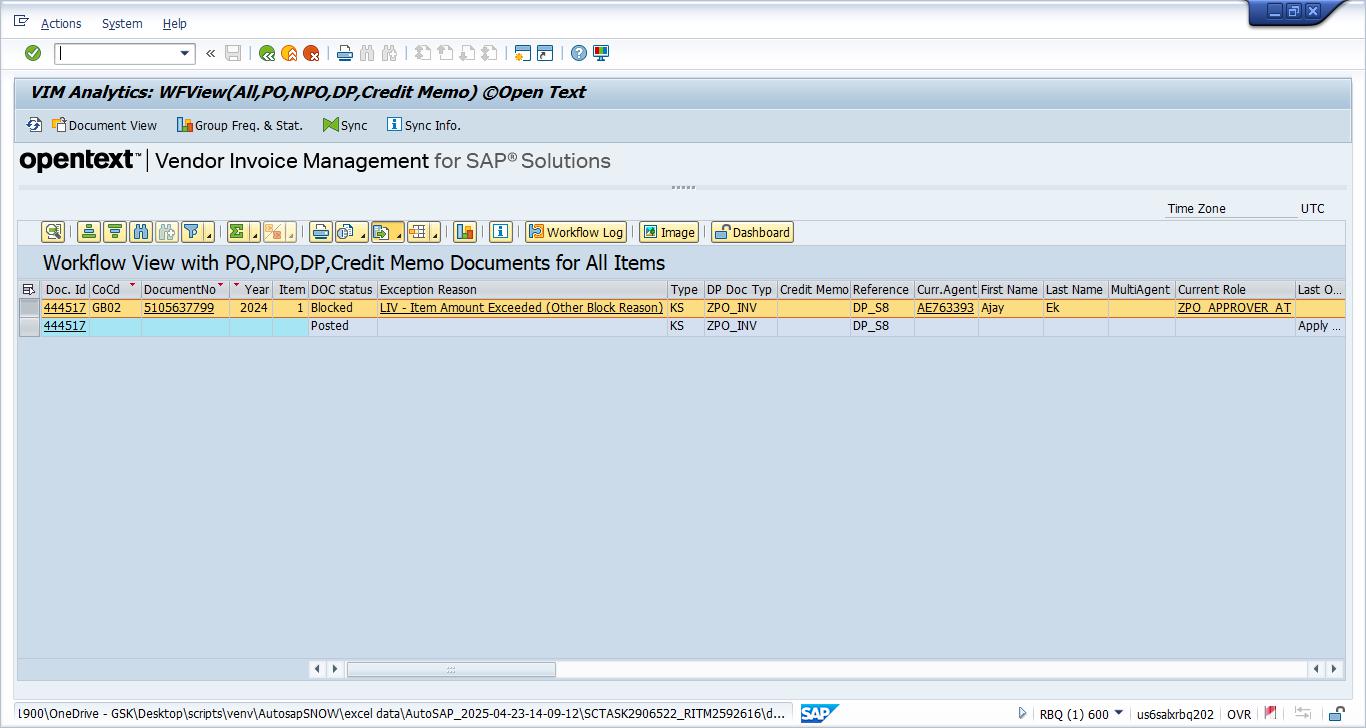 Actions System Help
VIM Analytics: WFView(All,PO,NPO,DP,Credit Memo) ©Open Text
Document View Group Freq. & Stat. Sync Sync Info.
opentext™ | Vendor Invoice Management for SAP® Solutions
Time Zone UTC
Workflow Log Image Dashboard
Workflow View with PO,NPO,DP,Credit Memo Documents for All Items
Doc. Id CoCd DocumentNo Year Item DOC status Exception Reason Type DP Doc Typ Credit Memo Reference Curr.Agent First Name Last Name MultiAgent Current Role Last O...
444517 GB02 5105637799 2024 1 Blocked LIV - Item Amount Exceeded (Other Block Reason) KS ZPO_INV DP_S8 AE763393 Ajay Ek ZPO_APPROVER_AT
444517 Posted KS ZPO_INV DP_S8 Apply ...
900\OneDrive - GSK\Desktop\scripts\venv\AutosapSNOW\excel data\AutoSAP_2025-04-23-14-09-12\SCTASK2906522_RITM2592616\d... SAP RBQ (1) 600 us6salxrbq202 OVR